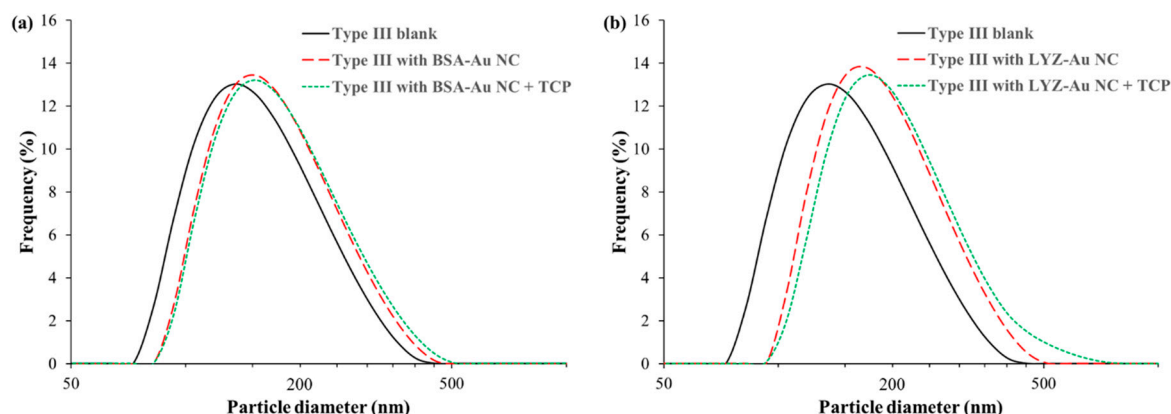 (a)
Type III blank
Type III with BSA-Au NC
Type III with BSA-Au NC + TCP
Frequency (%)
16
14
12
10
8
6
4
2
0
50
200
500
Particle diameter (nm)
(b)
Type III blank
Type III with LYZ-Au NC
Type III with LYZ-Au NC + TCP
Frequency (%)
16
14
12
10
8
6
4
2
0
50
200
500
Particle diameter (nm)